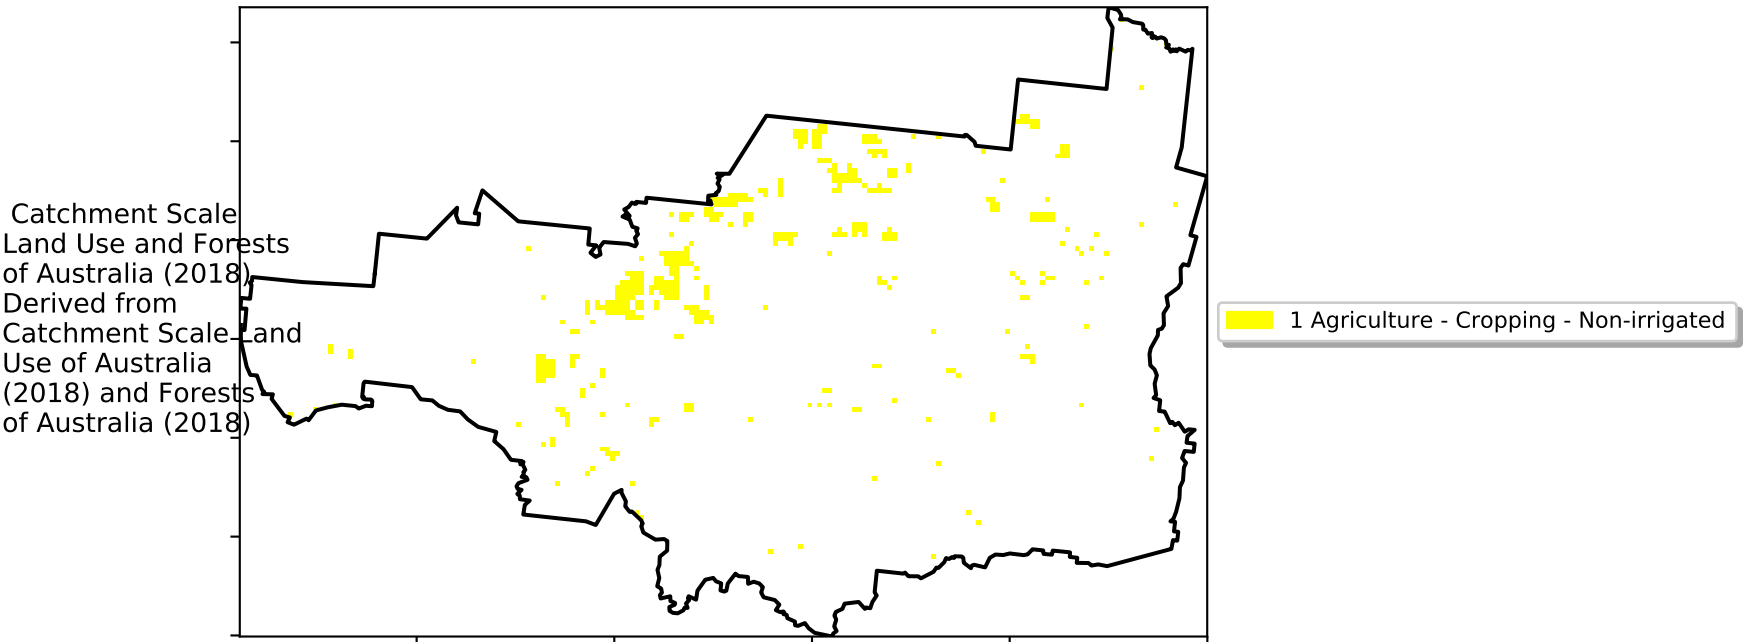 Catchment Scale
Land Use and Forests
of Australia (2018)
Derived from
Catchment Scale Land
Use of Australia
(2018) and Forests
of Australia (2018)
1 Agriculture - Cropping - Non-irrigated